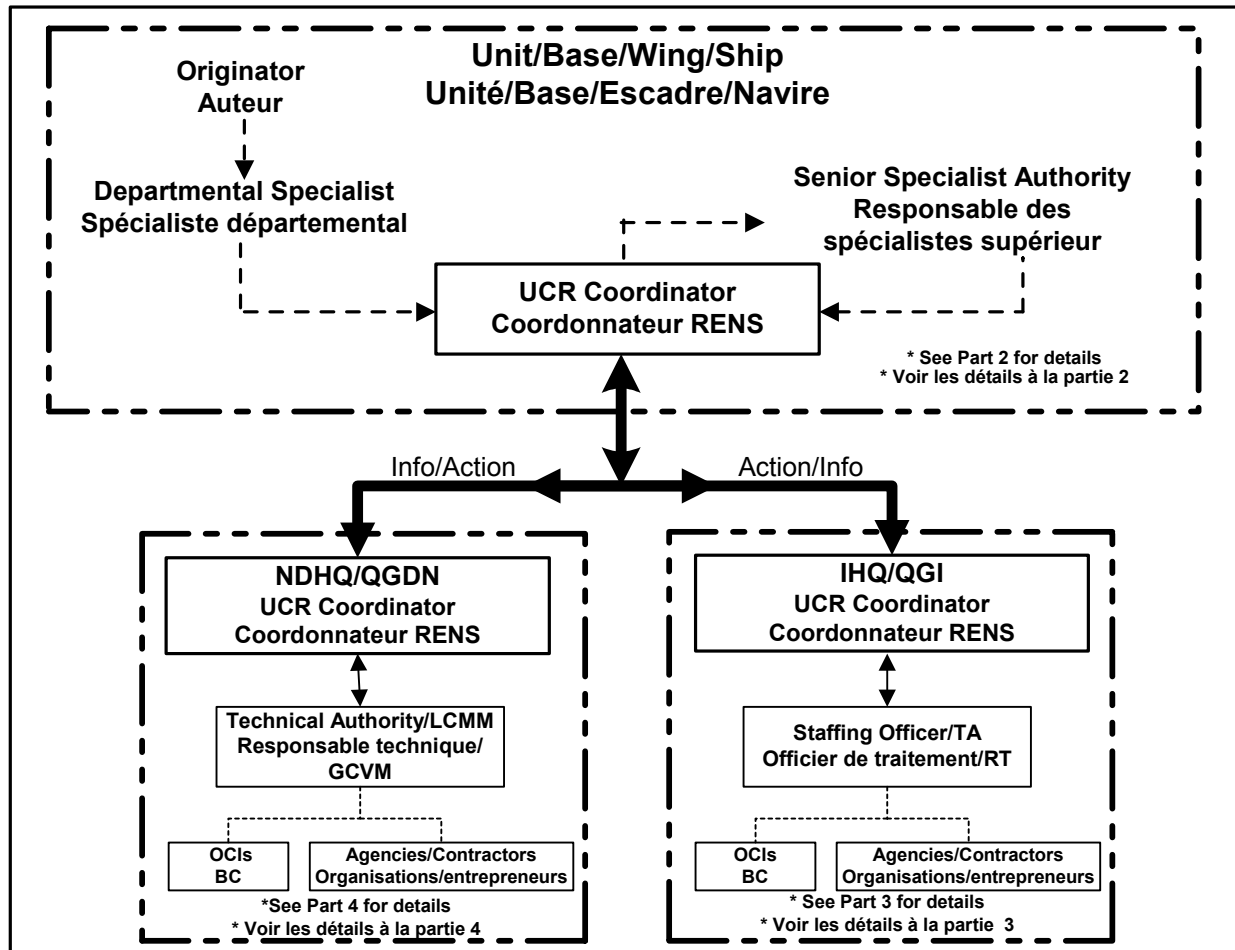 Unit/Base/Wing/Ship
Unité/Base/Escadre/Navire
Originator
Auteur
Departmental Specialist
Spécialiste départemental
Senior Specialist Authority
Responsable des
spécialistes supérieur
UCR Coordinator
Coordonnateur RENS
* See Part 2 for details
* Voir les détails à la partie 2
Info/Action
Action/Info
NDHQ/QGDN
UCR Coordinator
Coordonnateur RENS
Technical Authority/LCMM
Responsable technique/
GCVM
OCIs
BC
Agencies/Contractors
Organisations/entrepreneurs
*See Part 4 for details
* Voir les détails à la partie 4
IHQ/QGI
UCR Coordinator
Coordonnateur RENS
Staffing Officer/TA
Officier de traitement/RT
OCIs
BC
Agencies/Contractors
Organisations/entrepreneurs
* See Part 3 for details
* Voir les détails à la partie 3